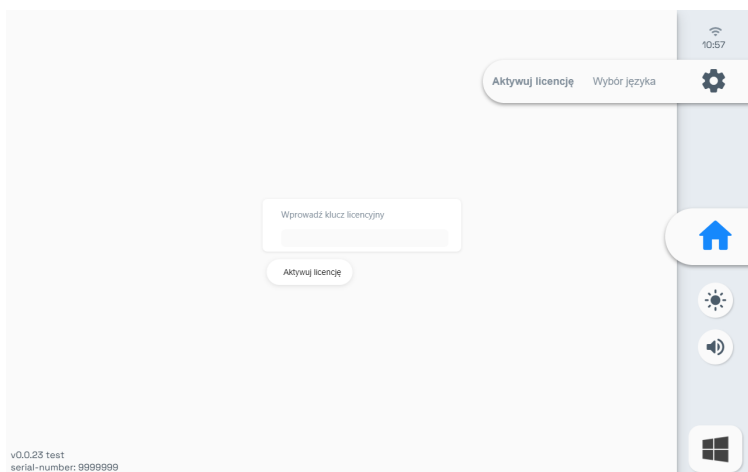 10:57
Aktywuj licencję Wybór języka
Wprowadź klucz licencyjny
Aktywuj licencję
v0.0.23 test
serial-number: 9999999